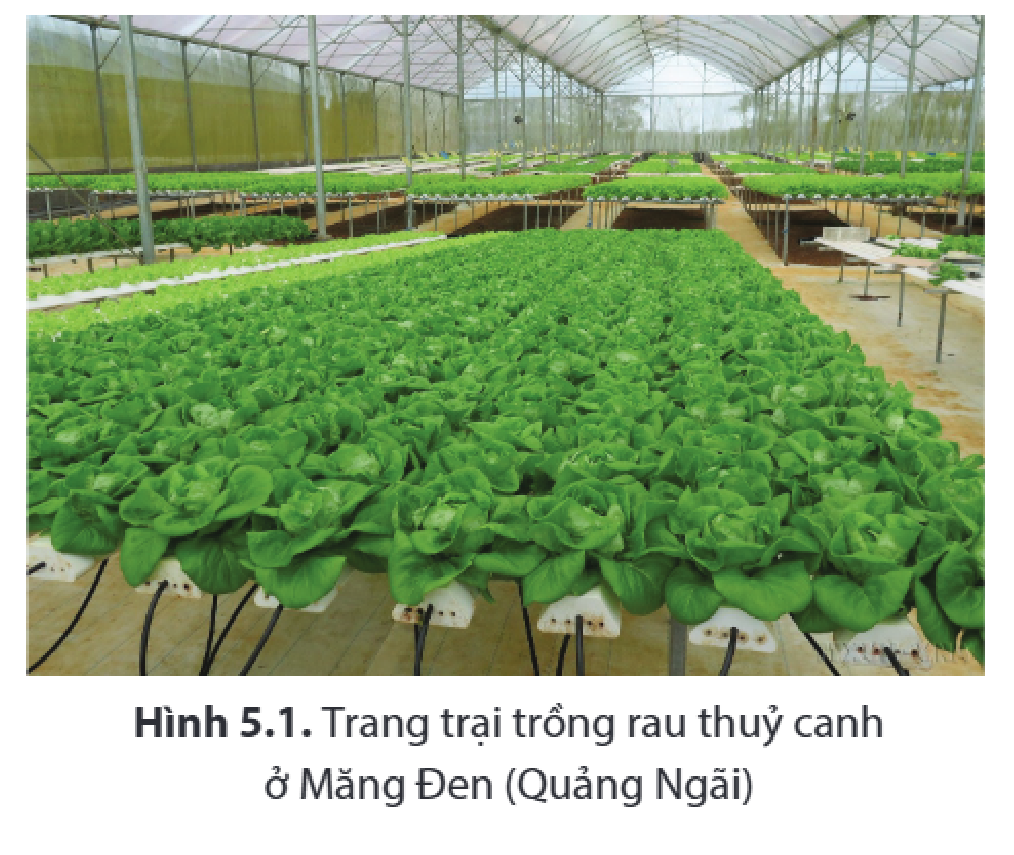 Hình 5.1. Trang trại trồng rau thuỷ canh
ở Măng Đen (Quảng Ngãi)